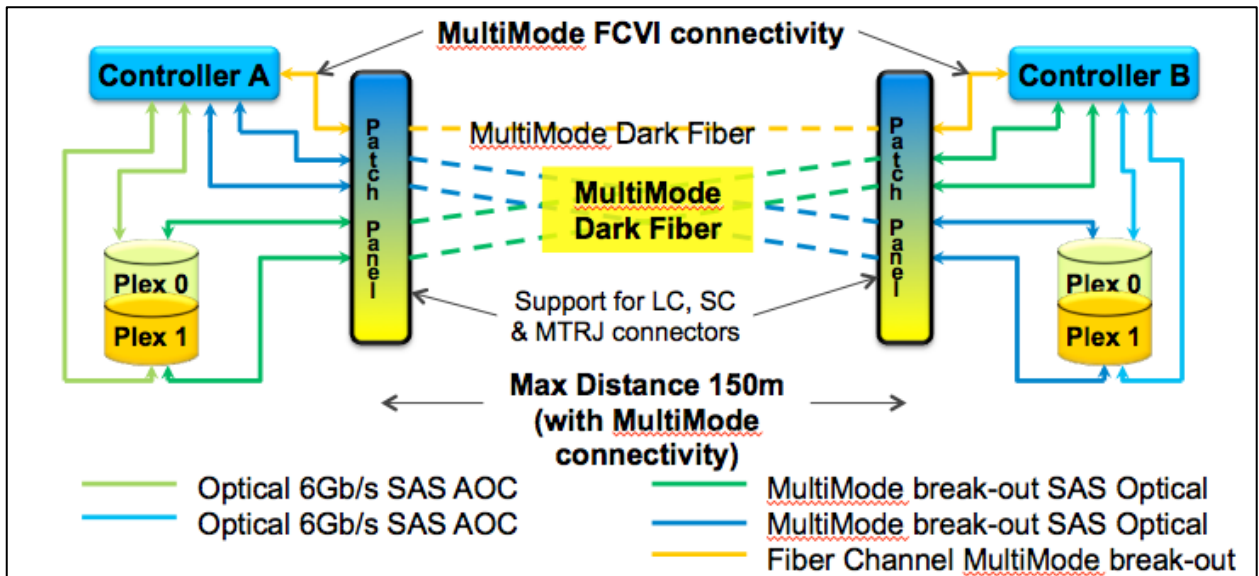 MultiMode FCVI connectivity
Controller A
Controller B
Patch Panel
MultiMode Dark Fiber
Patch Panel
MultiMode
Dark Fiber
Plex 0
Plex 1
Plex 0
Plex 1
Support for LC, SC
& MTRJ connectors
Max Distance 150m
(with MultiMode
connectivity)
Optical 6Gb/s SAS AOC
Optical 6Gb/s SAS AOC
MultiMode break-out SAS Optical
MultiMode break-out SAS Optical
Fiber Channel MultiMode break-out